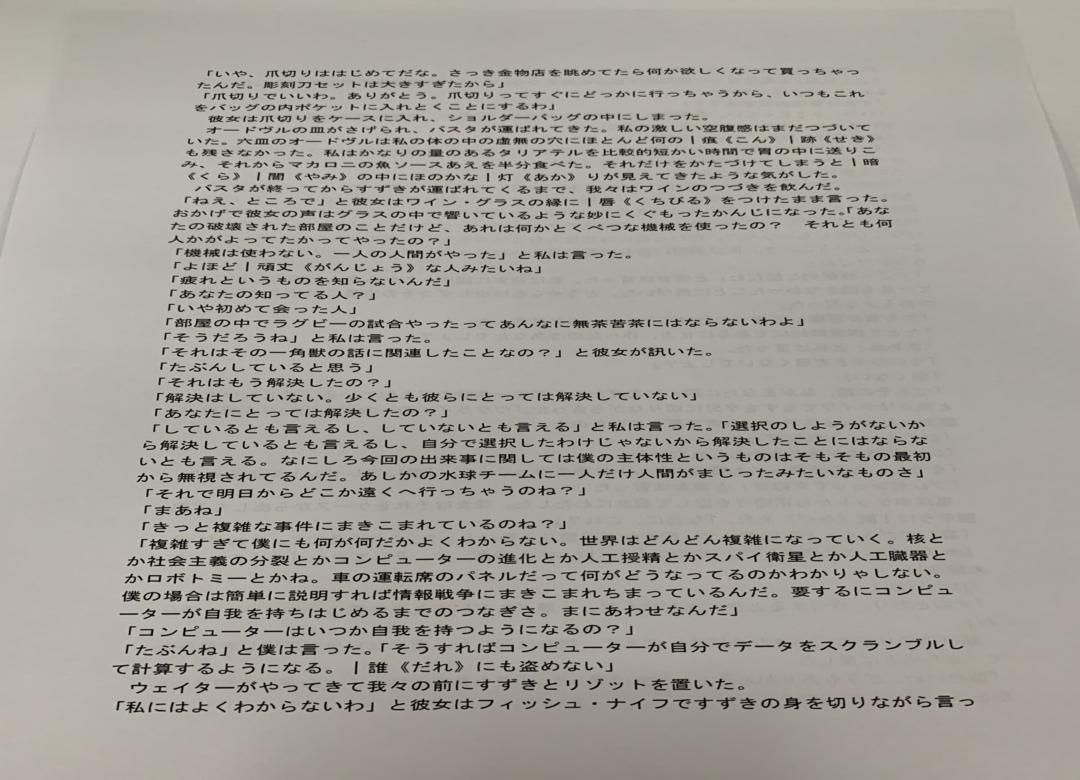 「いや、爪切りははじめてだな。さっき金物店を眺めてたら何か欲しくなって買っちゃっ
たんだ。彫刻刀セットは大きすぎたから」
「爪切りでいいわ。ありがとう。爪切りってすぐにどっかに行っちゃうから、いつもこれ
をバッグの内ポケットに入れとくことにするわ」
彼女は爪切りをケースに入れ、ショルダーバッグの中にしまった。
オードヴルの皿がさげられ、パスタが運ばれてきた。私の激しい空腹感はまだつづいて
いた。六皿のオードヴルは私の体の中の虚無の穴にほとんど何の|痕《こん》|跡《せき》
も残さなかった。私はかなりの量のあるタリアテルを比較的短かい時間で胃の中に送りこ
み、それからマカロニの魚ソースあえを半分食べた。それだけをかたづけてしまうと|暗
《くら》|闇《やみ》の中にほのかな|灯《あか》りが見えてきたような気がした。
パスタが終ってからすずきが運ばれてくるまで、我々はワインのつづきを飲んだ。
「ねえ、ところで」と彼女はワイン・グラスの縁に|唇《くちびる》をつけたまま言った。
おかげで彼女の声はグラスの中で響いているような妙にくぐもったかんじになった。「あな
たの破壊された部屋のことだけど、あれは何かとくべつな機械を使ったの？　それとも何
人かがよってたかってやったの？」
「機械は使わない。一人の人間がやった」と私は言った。
「よほど|頑丈《がんじょう》な人みたいね」
「疲れというものを知らないんだ」
「あなたの知ってる人？」
「いや初めて会った人」
「部屋の中でラグビーの試合やったってあんなに無茶苦茶にはならないわよ」
「そうだろうね」と私は言った。
「それはその一角獣の話に関連したことなの？」と彼女が訊いた。
「たぶんしていると思う」
「それはもう解決したの？」
「解決はしていない。少くとも彼らにとっては解決していない」
「あなたにとっては解決したの？」
「しているとも言えるし、していないとも言える」と私は言った。「選択のしようがないか
ら解決しているとも言えるし、自分で選択したわけじゃないから解決したことにはならな
いとも言える。なにしろ今回の出来事に関しては僕の主体性というものはそもそもの最初
から無視されてるんだ。あしかの水球チームに一人だけ人間がまじったみたいなものさ」
「それで明日からどこか遠くへ行っちゃうのね？」
「まあね」
「きっと複雑な事件にまきこまれているのね？」
「複雑すぎて僕にも何が何だかよくわからない。世界はどんどん複雑になっていく。核と
か社会主義の分裂とかコンピューターの進化とか人工授精とかスパイ衛星とか人工臓器と
かロボトミーとかね。車の運転席のパネルだって何がどうなってるのかわかりゃしない。
僕の場合は簡単に説明すれば情報戦争にまきこまれちまっているんだ。要するにコンピュ
ーターが自我を持ちはじめるまでのつなぎさ。まにあわせなんだ」
「コンピューターはいつか自我を持つようになるの？」
「たぶんね」と僕は言った。「そうすればコンピューターが自分でデータをスクランブルし
て計算するようになる。|誰《だれ》にも盗めない」
ウェイターがやってきて我々の前にすずきとリゾットを置いた。
「私にはよくわからないわ」と彼女はフィッシュ・ナイフですずきの身を切りながら言っ